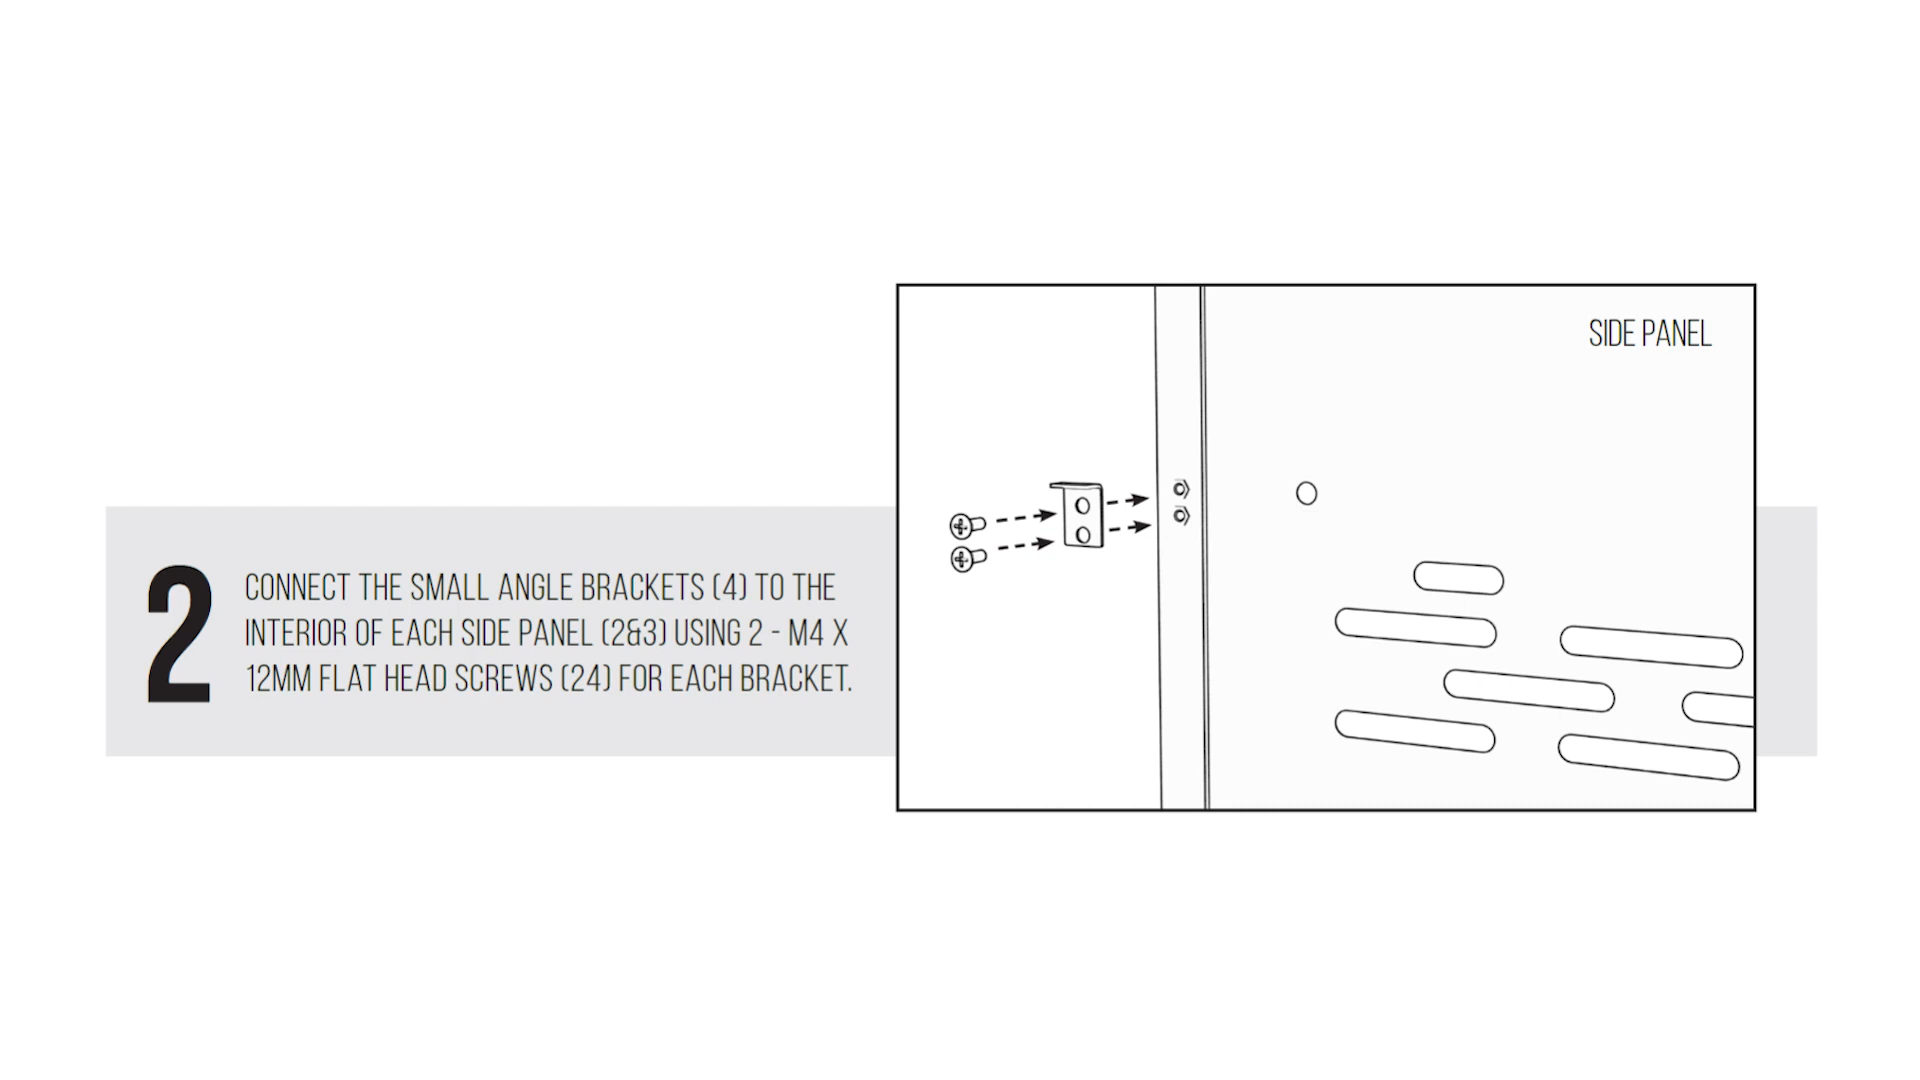 2
CONNECT THE SMALL ANGLE BRACKETS (4) TO THE
INTERIOR OF EACH SIDE PANEL (2&3) USING 2 - M4 X
12MM FLAT HEAD SCREWS (24) FOR EACH BRACKET.
SIDE PANEL